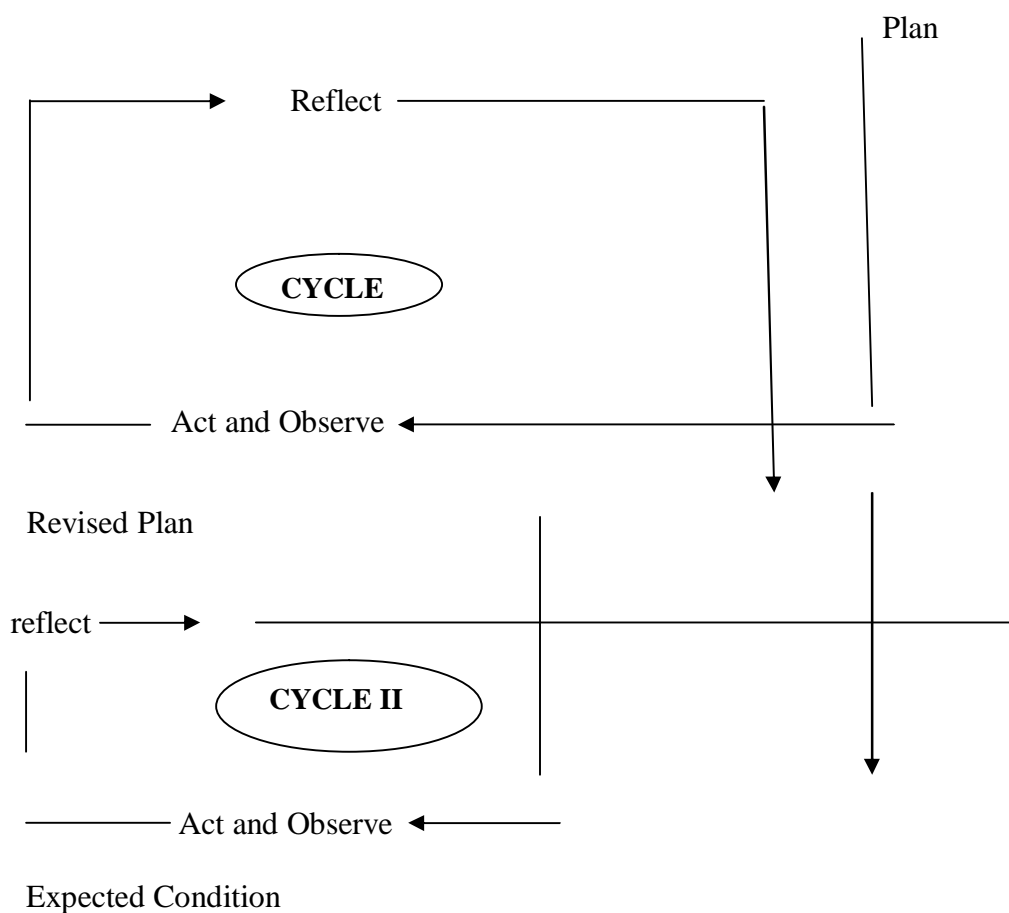 Plan
Reflect
CYCLE
Act and Observe
Revised Plan
reflect
CYCLE II
Act and Observe
Expected Condition